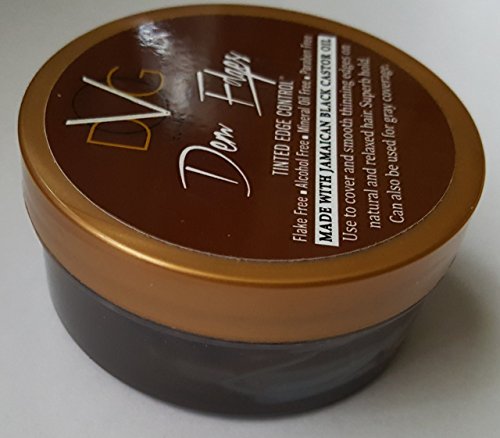 DVG
Dem Edges
TINTED EDGE CONTROL
Flake Free • Alcohol Free • Mineral Oil Free • Paraben Free
MADE WITH JAMAICAN BLACK CASTOR OIL
Use to cover and smooth thinning edges on
natural and relaxed hair. Superb hold.
Can also be used for gray coverage.